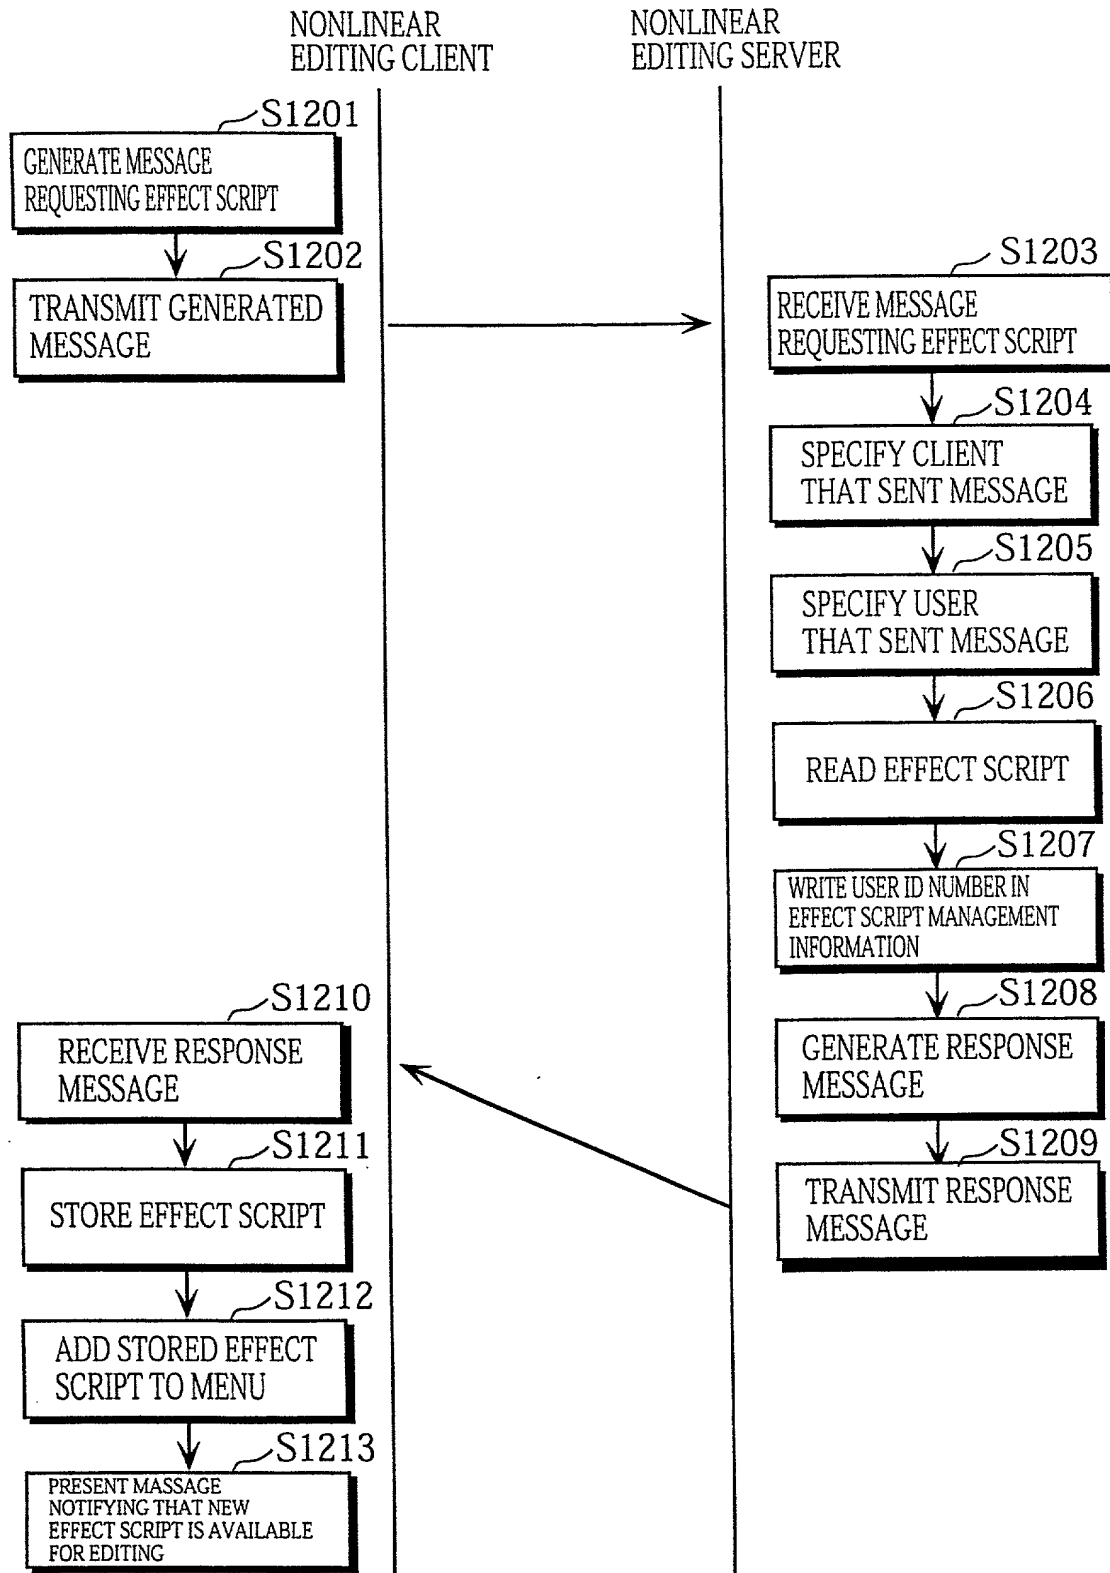 NONLINEAR
EDITING CLIENT
NONLINEAR
EDITING SERVER
S1201
GENERATE MESSAGE
REQUESTING EFFECT SCRIPT
S1202
TRANSMIT GENERATED
MESSAGE
S1203
RECEIVE MESSAGE
REQUESTING EFFECT SCRIPT
S1204
SPECIFY CLIENT
THAT SENT MESSAGE
S1205
SPECIFY USER
THAT SENT MESSAGE
S1206
READ EFFECT SCRIPT
S1207
WRITE USER ID NUMBER IN
EFFECT SCRIPT MANAGEMENT
INFORMATION
S1208
GENERATE RESPONSE
MESSAGE
S1209
TRANSMIT RESPONSE
MESSAGE
S1210
RECEIVE RESPONSE
MESSAGE
S1211
STORE EFFECT SCRIPT
S1212
ADD STORED EFFECT
SCRIPT TO MENU
S1213
PRESENT MASSAGE
NOTIFYING THAT NEW
EFFECT SCRIPT IS AVAILABLE
FOR EDITING